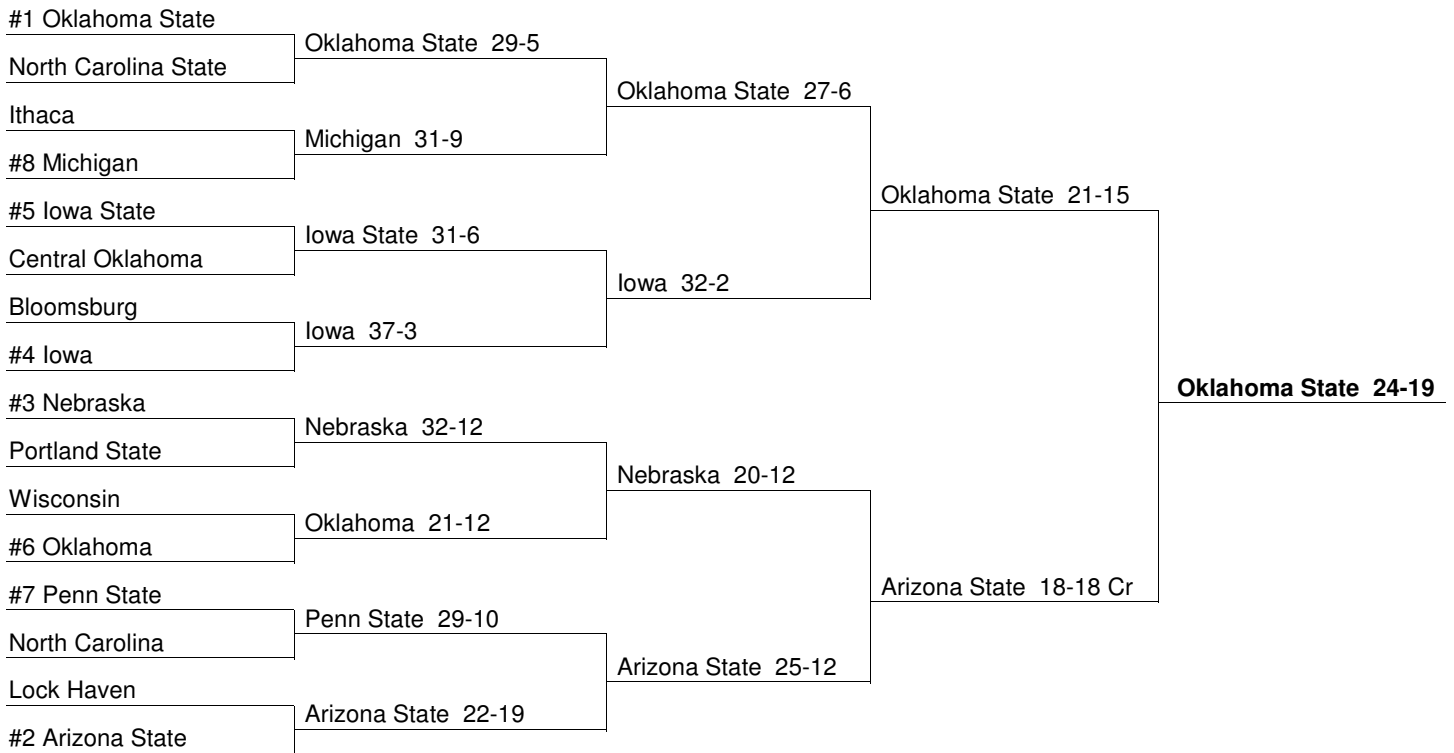 #1 Oklahoma State
North Carolina State
Ithaca
#8 Michigan
#5 Iowa State
Central Oklahoma
Bloomsburg
#4 Iowa
#3 Nebraska
Portland State
Wisconsin
#6 Oklahoma
#7 Penn State
North Carolina
Lock Haven
#2 Arizona State
Oklahoma State 29-5
Michigan 31-9
Iowa State 31-6
Iowa 37-3
Nebraska 32-12
Oklahoma 21-12
Penn State 29-10
Arizona State 22-19
Oklahoma State 27-6
Iowa 32-2
Nebraska 20-12
Arizona State 25-12
Oklahoma State 21-15
Arizona State 18-18 Cr
Oklahoma State 24-19